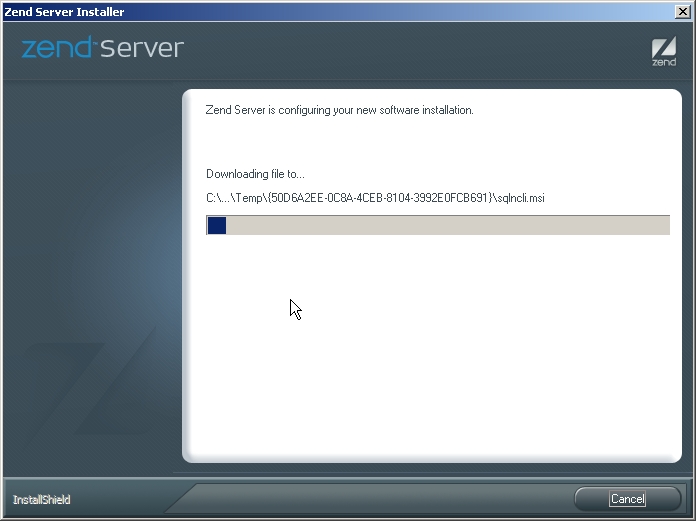 Zend Server Installer
zend Server
zend
Zend Server is configuring your new software installation.
Downloading file to...
C:\...\Temp\{50D6A2EE-0C8A-4CEB-8104-3992E0FCB691}\sqlncli.msi
InstallShield
Cancel